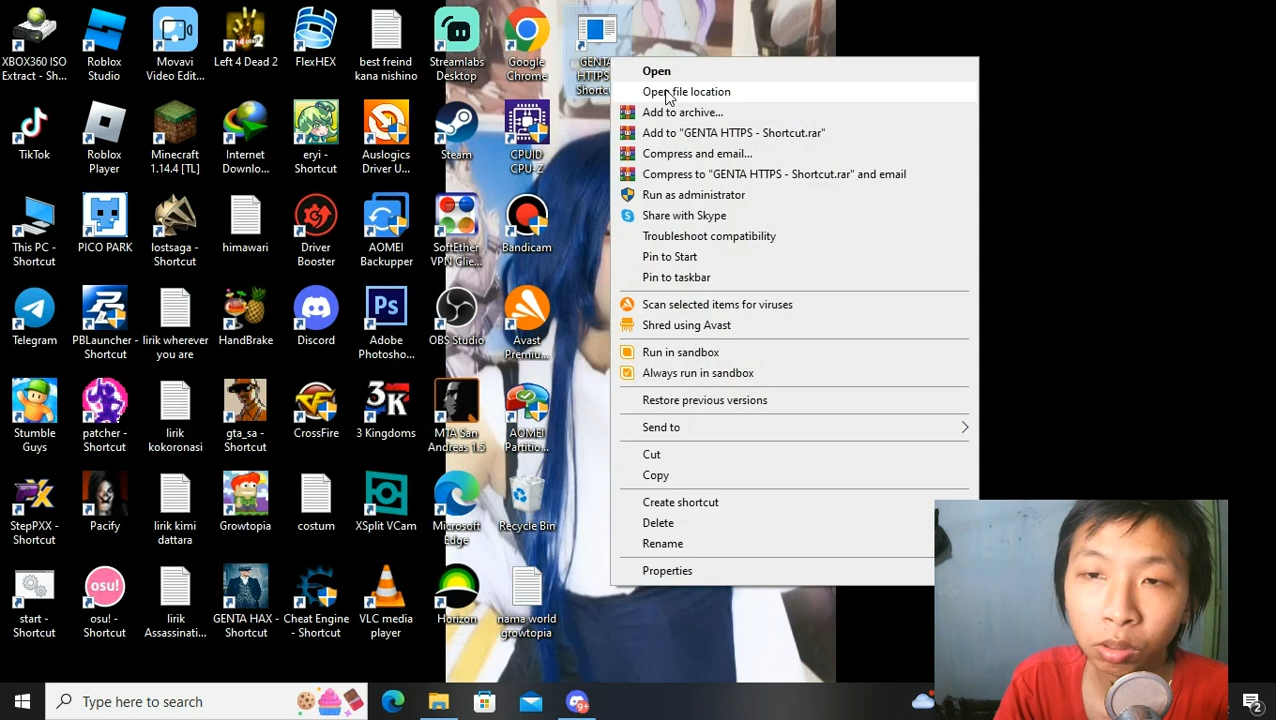 XBOX360 ISO
Extract - Sh...
Roblox
Studio
Movavi
Video Edit...
Left 4 Dead 2
FlexHEX
best freind
kana nishino
Streamlabs
Desktop
Google
Chrome
GENTA
HTTPS
Shortc
TikTok
Roblox
Player
Minecraft
1.14.4 [TL]
Internet
Downlo...
eryi -
Shortcut
Auslogics
Driver U...
Steam
CPUID
CPU-Z
This PC -
Shortcut
PICO PARK
lostsaga -
Shortcut
himawari
Driver
Booster
AOMEI
Backupper
SoftEther
VPN Clie...
Bandicam
Telegram
PBLauncher -
Shortcut
lirik wherever
you are
HandBrake
Discord
Adobe
Photosho...
OBS Studio
Avast
Premiu...
Stumble
Guys
patcher -
Shortcut
lirik
kokoronasi
gta_sa -
Shortcut
CrossFire
3 Kingdoms
MTA San
Andreas 1.5
AOMEI
Partitio...
StepPXX -
Shortcut
Pacify
lirik kimi
dattara
Growtopia
costum
XSplit VCam
Microsoft
Edge
Recycle Bin
start -
Shortcut
osu! -
Shortcut
lirik
Assassinati...
GENTA HAX -
Shortcut
Cheat Engine
- Shortcut
VLC media
player
Horizon
nama world
growtopia
Open
Open file location
Add to archive...
Add to "GENTA HTTPS - Shortcut.rar"
Compress and email...
Compress to "GENTA HTTPS - Shortcut.rar" and email
Run as administrator
Share with Skype
Troubleshoot compatibility
Pin to Start
Pin to taskbar
Scan selected items for viruses
Shred using Avast
Run in sandbox
Always run in sandbox
Restore previous versions
Send to
Cut
Copy
Create shortcut
Delete
Rename
Properties
Type here to search
9+
2